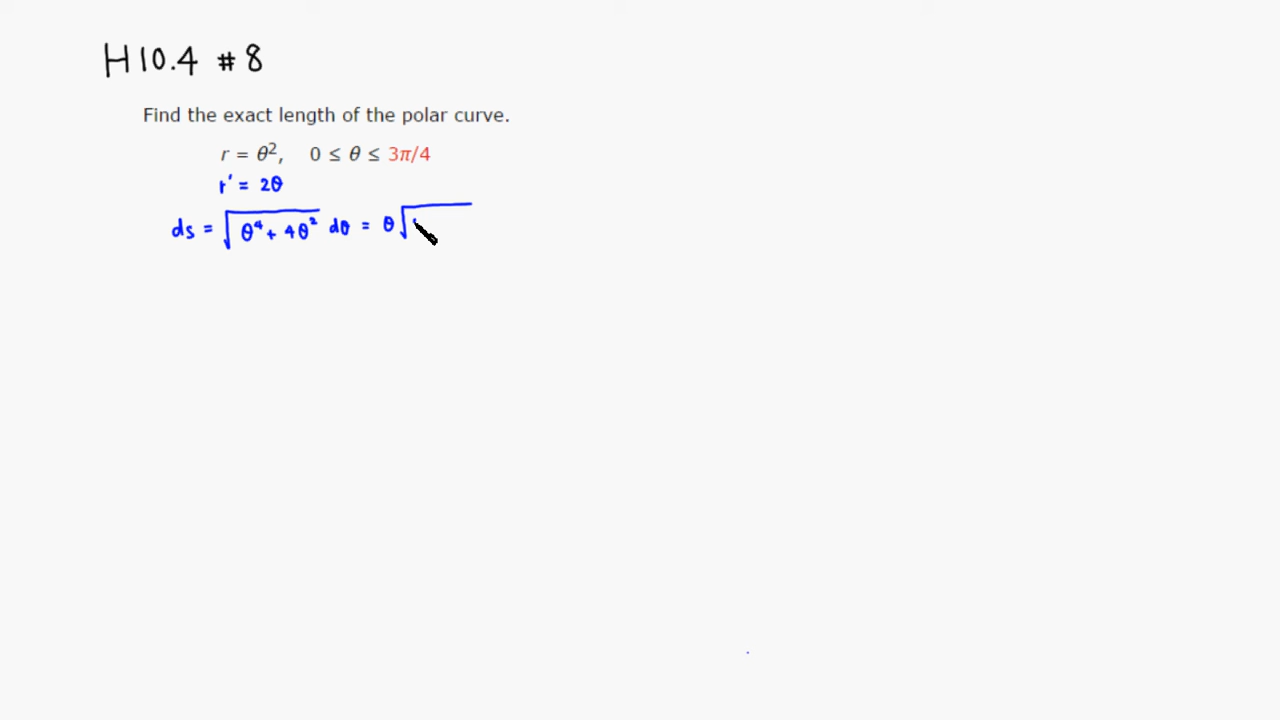 H10.4 #8
Find the exact length of the polar curve.
r = θ², 0 ≤ θ ≤ 3π/4
r' = 2θ
ds = √(θ⁴ + 4θ²) dθ = θ√